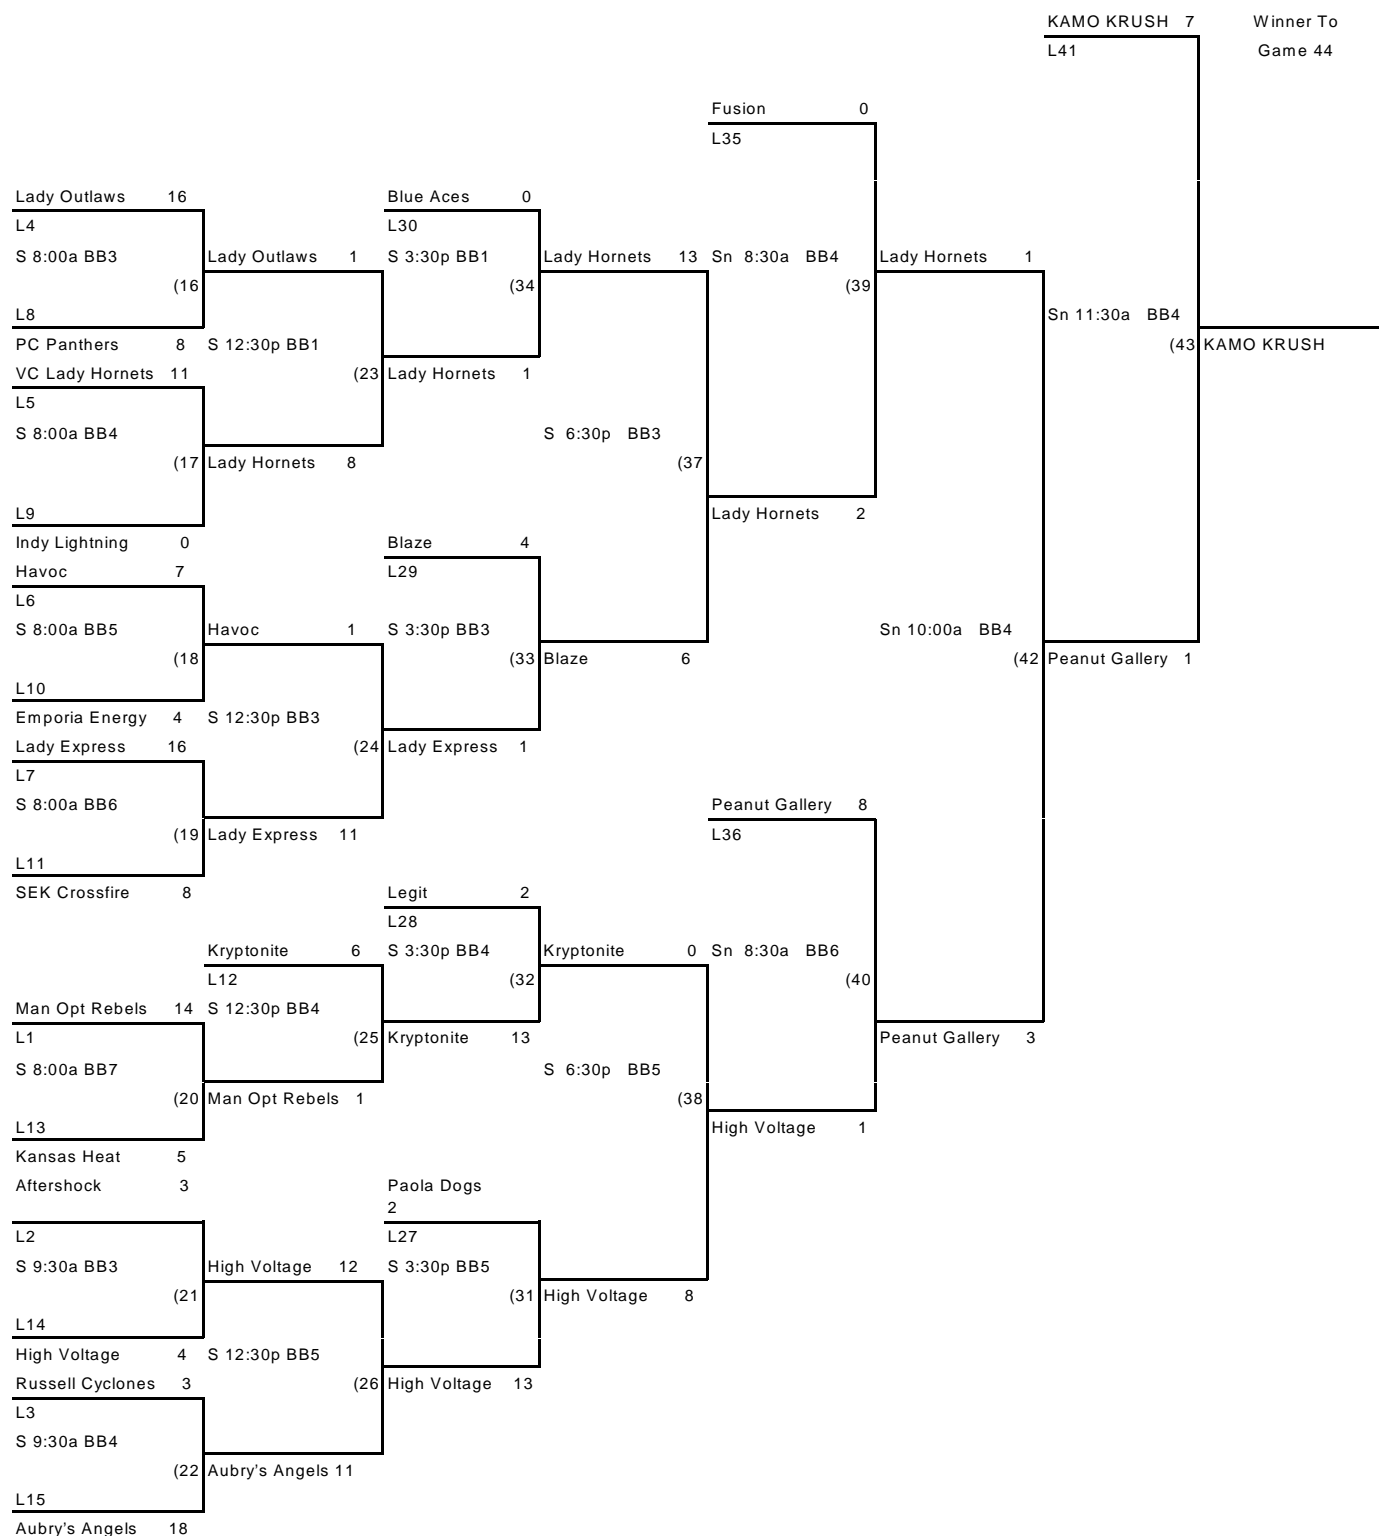 KAMO KRUSH 7 Winner To
L41 Game 44
Fusion 0
L35
Lady Outlaws 16 Blue Aces 0
L4 L30
S 8:00a BB3 Lady Outlaws 1 S 3:30p BB1 Lady Hornets 13 Sn 8:30a BB4 Lady Hornets 1
(16 (34 (39
L8 Sn 11:30a BB4
PC Panthers 8 S 12:30p BB1 (43 KAMO KRUSH
VC Lady Hornets 11 (23 Lady Hornets 1
L5
S 8:00a BB4 S 6:30p BB3
(17 Lady Hornets 8 (37
L9 Lady Hornets 2
Indy Lightning 0 Blaze 4
Havoc 7 L29
L6
S 8:00a BB5 Havoc 1 S 3:30p BB3 Sn 10:00a BB4
(18 (33 Blaze 6 (42 Peanut Gallery 1
L10
Emporia Energy 4 S 12:30p BB3
Lady Express 16 (24 Lady Express 1
L7
S 8:00a BB6 Peanut Gallery 8
(19 Lady Express 11 L36
L11
SEK Crossfire 8 Legit 2
L28
Kryptonite 6 S 3:30p BB4 Kryptonite 0 Sn 8:30a BB6
L12 (32 (40
Man Opt Rebels 14 S 12:30p BB4
L1 (25 Kryptonite 13 Peanut Gallery 3
S 8:00a BB7 S 6:30p BB5
(20 Man Opt Rebels 1 (38
L13 High Voltage 1
Kansas Heat 5
Aftershock 3 Paola Dogs
2
L2 L27
S 9:30a BB3 High Voltage 12 S 3:30p BB5
(21 (31 High Voltage 8
L14
High Voltage 4 S 12:30p BB5
Russell Cyclones 3 (26 High Voltage 13
L3
S 9:30a BB4
(22 Aubry's Angels 11
L15
Aubry's Angels 18